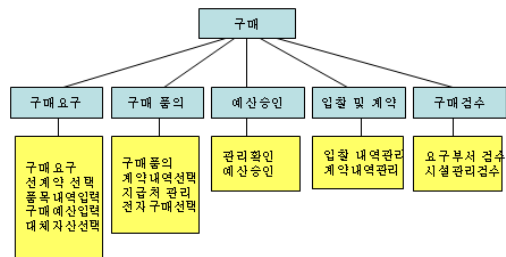 구매
구매요구
구매 품의
예산승인
입찰 및 계약
구매검수
구매요구
선계약 선택
품목내역입력
구매예산입력
대체자산선택
구매품의
계약내역선택
지급처 관리
전자구매선택
관리확인
예산승인
입찰 내역관리
계약내역관리
요구부서 검수
시설관리검수